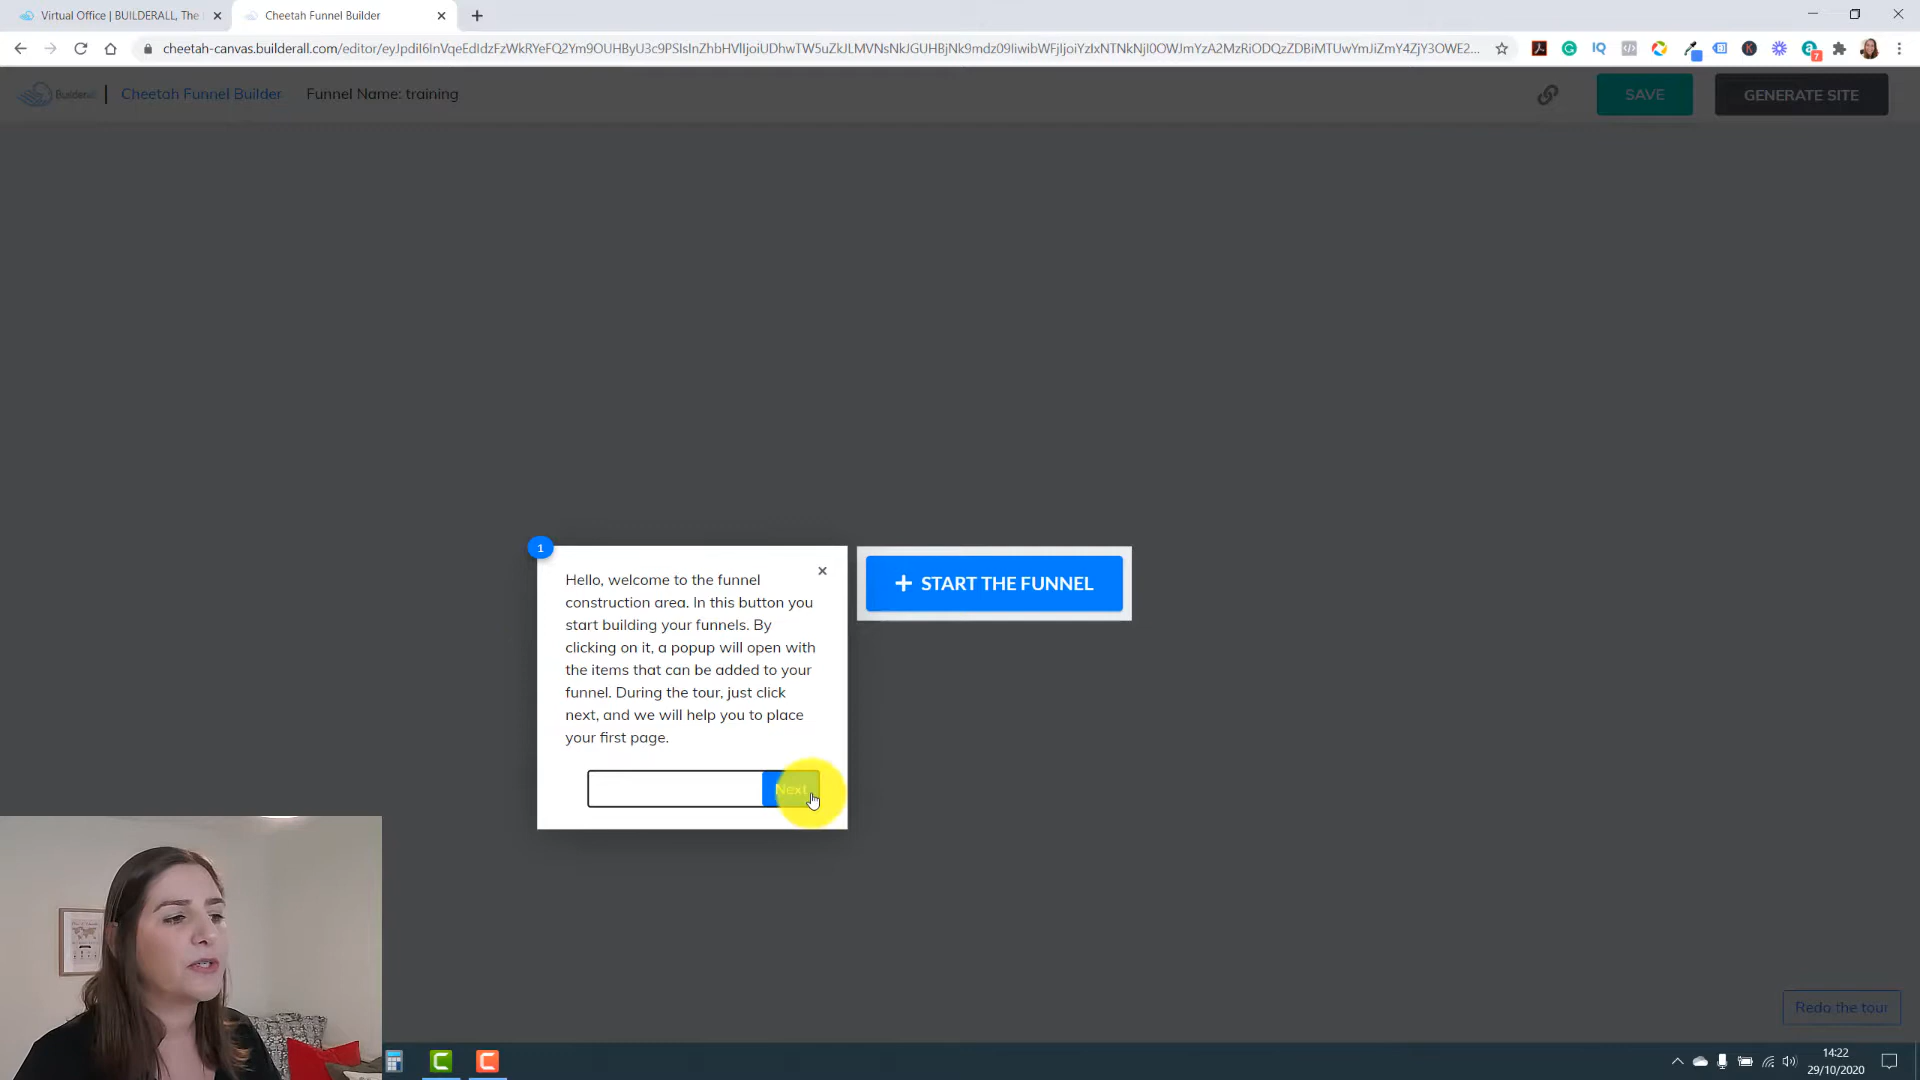 Virtual Office | BUILDERALL, The
Cheetah Funnel Builder
cheetah-canvas.builderall.com/editor/
Builderall
Cheetah Funnel Builder
Funnel Name: training
SAVE
GENERATE SITE
1
Hello, welcome to the funnel
construction area. In this button you
start building your funnels. By
clicking on it, a popup will open with
the items that can be added to your
funnel. During the tour, just click
next, and we will help you to place
your first page.
Next
+ START THE FUNNEL
Redo the tour
14:22
29/10/2020